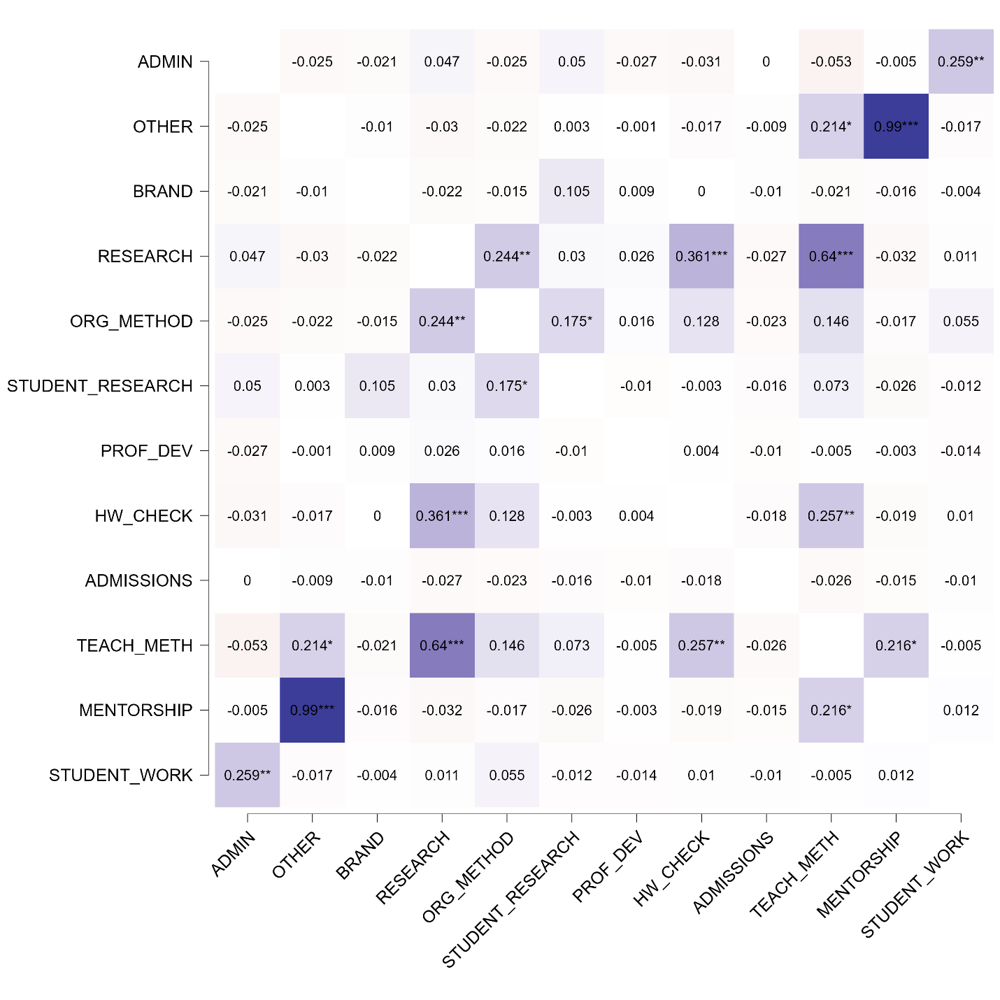 ADMIN -0.025 -0.021 0.047 -0.025 0.05 -0.027 -0.031 0 -0.053 -0.005 0.259**
OTHER -0.025 -0.01 -0.03 -0.022 0.003 -0.001 -0.017 -0.009 0.214* 0.99*** -0.017
BRAND -0.021 -0.01 -0.022 -0.015 0.105 0.009 0 -0.01 -0.021 -0.016 -0.004
RESEARCH 0.047 -0.03 -0.022 0.244** 0.03 0.026 0.361*** -0.027 0.64*** -0.032 0.011
ORG_METHOD -0.025 -0.022 -0.015 0.244** 0.175* 0.016 0.128 -0.023 0.146 -0.017 0.055
STUDENT_RESEARCH 0.05 0.003 0.105 0.03 0.175* -0.01 -0.003 -0.016 0.073 -0.026 -0.012
PROF_DEV -0.027 -0.001 0.009 0.026 0.016 -0.01 0.004 -0.01 -0.005 -0.003 -0.014
HW_CHECK -0.031 -0.017 0 0.361*** 0.128 -0.003 0.004 -0.018 0.257** -0.019 0.01
ADMISSIONS 0 -0.009 -0.01 -0.027 -0.023 -0.016 -0.01 -0.018 -0.026 -0.015 -0.01
TEACH_METH -0.053 0.214* -0.021 0.64*** 0.146 0.073 -0.005 0.257** -0.026 0.216* -0.005
MENTORSHIP -0.005 0.99*** -0.016 -0.032 -0.017 -0.026 -0.003 -0.019 -0.015 0.216* 0.012
STUDENT_WORK 0.259** -0.017 -0.004 0.011 0.055 -0.012 -0.014 0.01 -0.01 -0.005 0.012
ADMIN OTHER BRAND RESEARCH ORG_METHOD STUDENT_RESEARCH PROF_DEV HW_CHECK ADMISSIONS TEACH_METH MENTORSHIP STUDENT_WORK